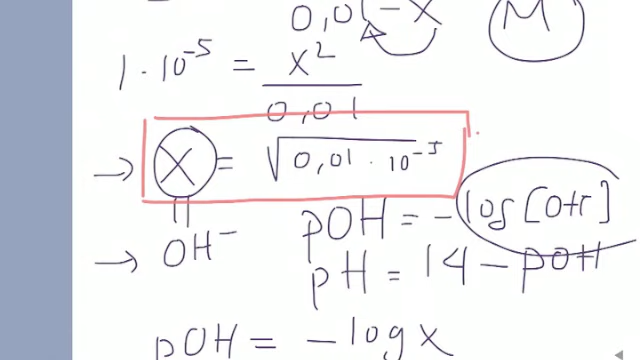 0,01 - X
M
1 · 10⁻⁵ = X² / 0,01
→ X = √0,01 · 10⁻⁵
→ OH⁻
pOH = - log [OH⁻]
pH = 14 - pOH
pOH = - log X